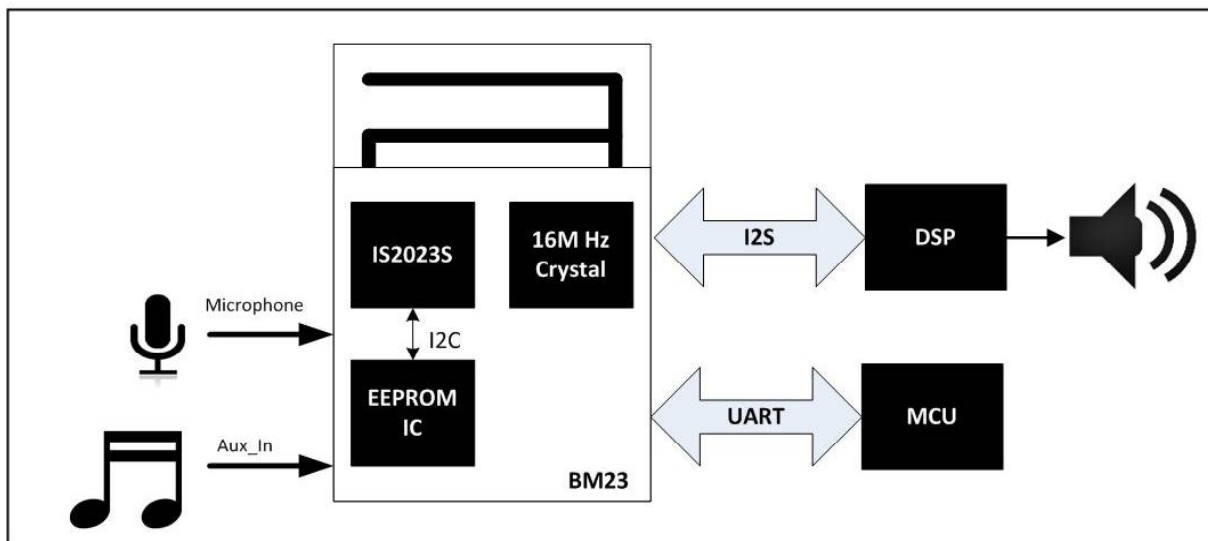 IS2023S
16M Hz
Crystal
I2S
DSP
Microphone
I2C
EEPROM
IC
UART
MCU
Aux_In
BM23